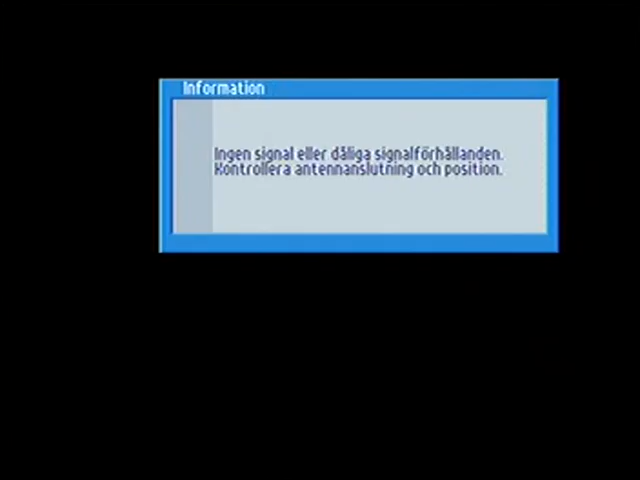 Information
Ingen signal eller dåliga signalförhållanden.
Kontrollera antennanslutning och position.